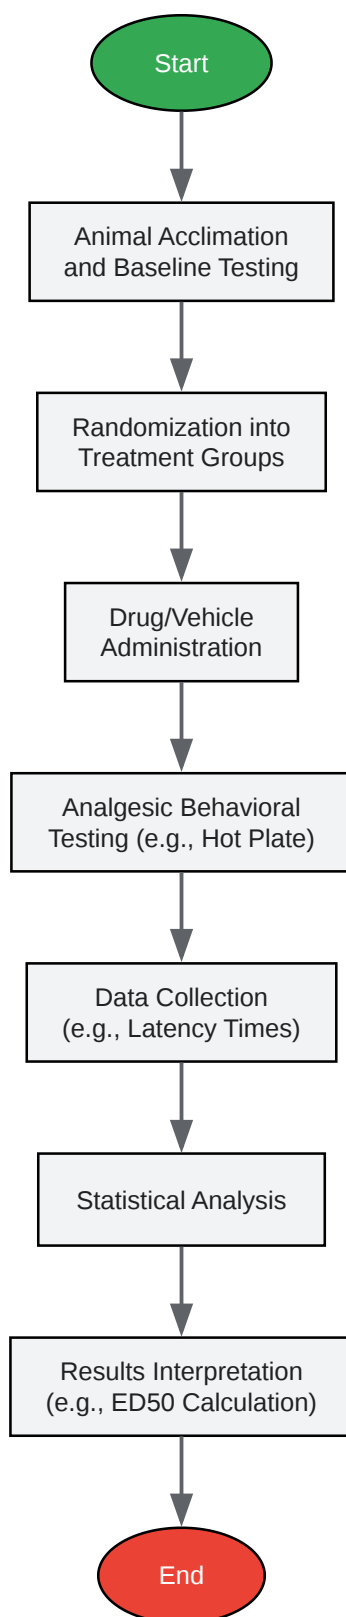 Start
Animal Acclimation
and Baseline Testing
Randomization into
Treatment Groups
Drug/Vehicle
Administration
Analgesic Behavioral
Testing (e.g., Hot Plate)
Data Collection
(e.g., Latency Times)
Statistical Analysis
Results Interpretation
(e.g., ED50 Calculation)
End